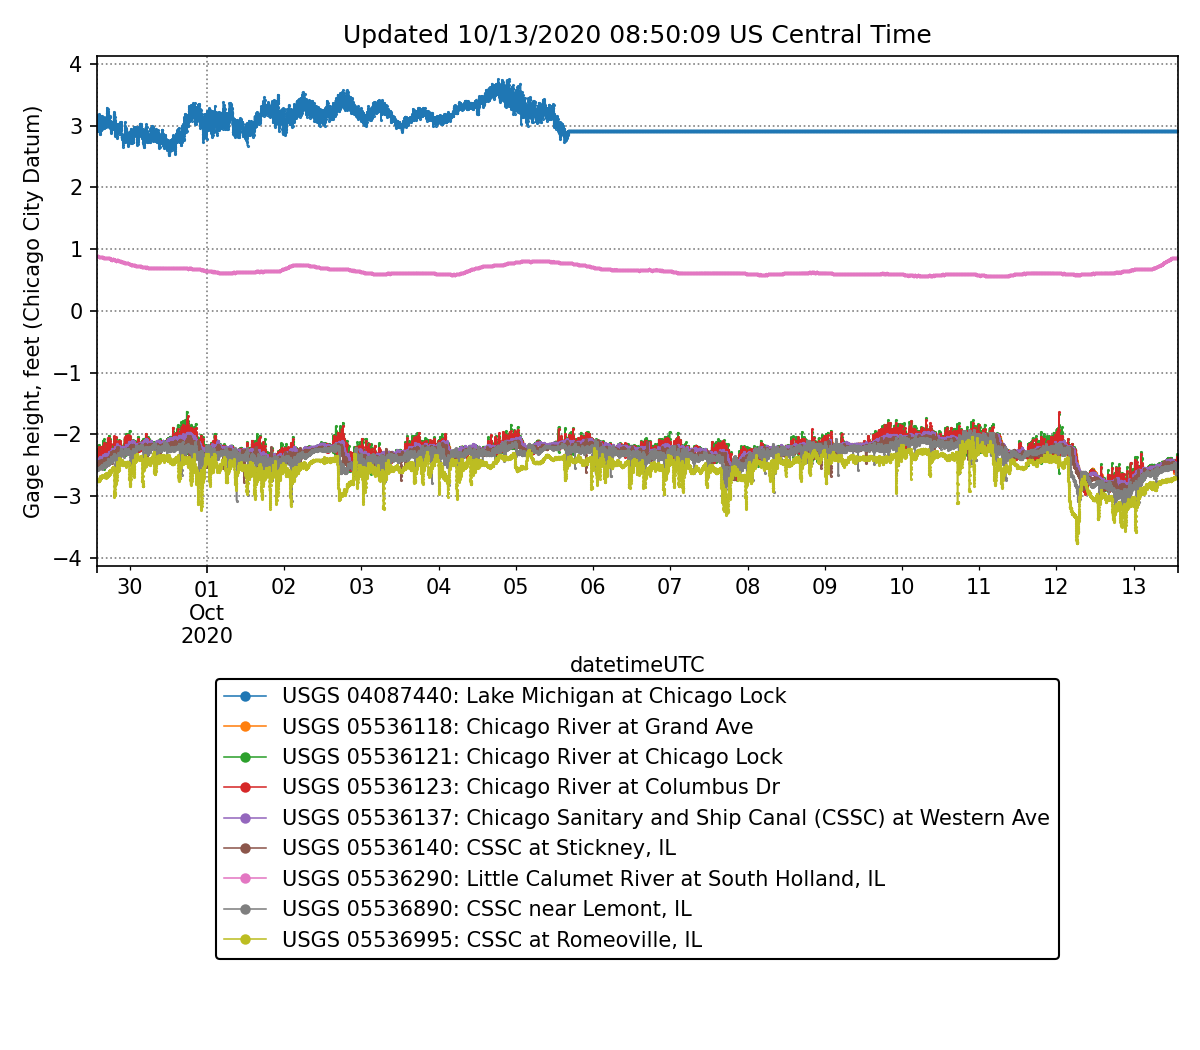 Updated 10/13/2020 08:50:09 US Central Time
Gage height, feet (Chicago City Datum)
4
3
2
1
0
−1
−2
−3
−4
30
01
Oct
2020
02
03
04
05
06
07
08
09
10
11
12
13
datetimeUTC
USGS 04087440: Lake Michigan at Chicago Lock
USGS 05536118: Chicago River at Grand Ave
USGS 05536121: Chicago River at Chicago Lock
USGS 05536123: Chicago River at Columbus Dr
USGS 05536137: Chicago Sanitary and Ship Canal (CSSC) at Western Ave
USGS 05536140: CSSC at Stickney, IL
USGS 05536290: Little Calumet River at South Holland, IL
USGS 05536890: CSSC near Lemont, IL
USGS 05536995: CSSC at Romeoville, IL